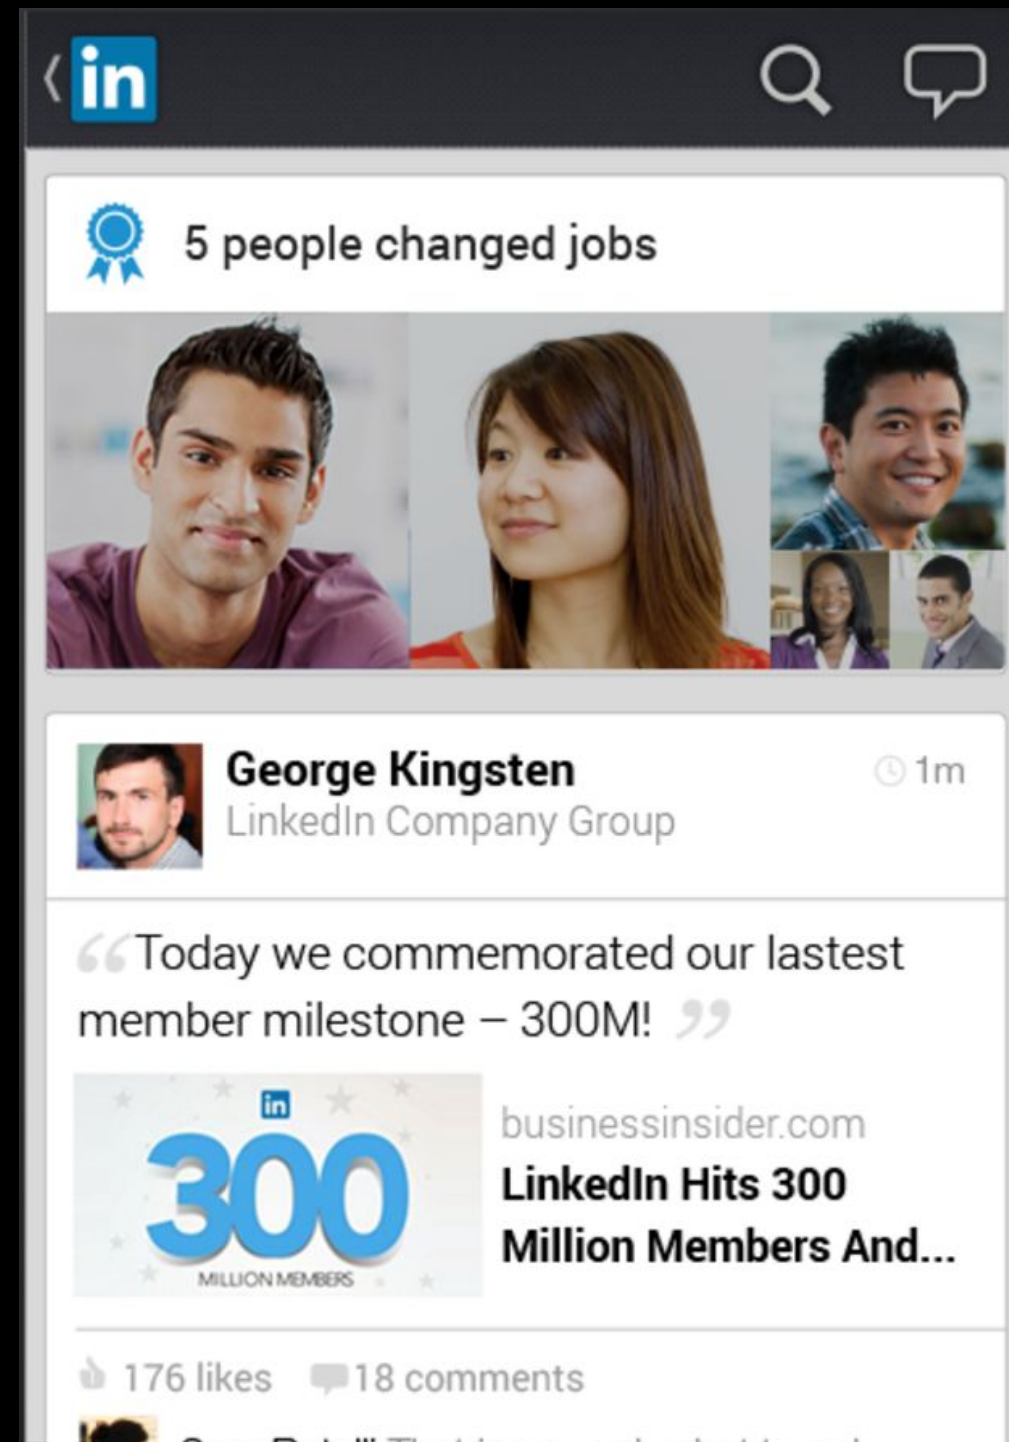 in
5 people changed jobs
George Kingsten
1m
LinkedIn Company Group
“Today we commemorated our lastest
member milestone – 300M! ”
in
300
MILLION MEMBERS
businessinsider.com
LinkedIn Hits 300
Million Members And...
176 likes 18 comments